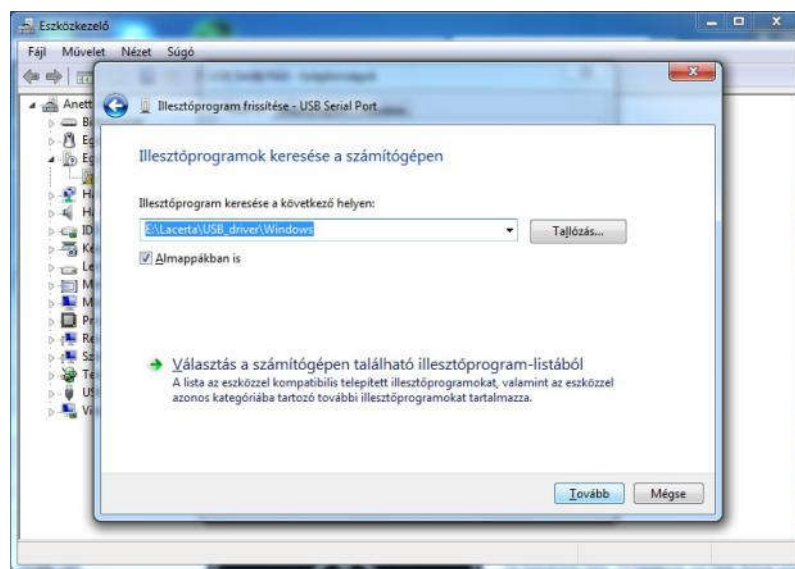 Eszközkezelő
Fájl Művelet Nézet Súgó
Anett
Illesztőprogram frissítése - USB Serial Port
Illesztőprogramok keresése a számítógépen
Illesztőprogram keresése a következő helyen:
E:\Lacerta\USB_driver\Windows
Tallózás...
Almappákban is
Választás a számítógépen található illesztőprogram-listából
A lista az eszközzel kompatibilis telepített illesztőprogramokat, valamint az eszközzel
azonos kategóriába tartozó további illesztőprogramokat tartalmazza.
Tovább Mégse